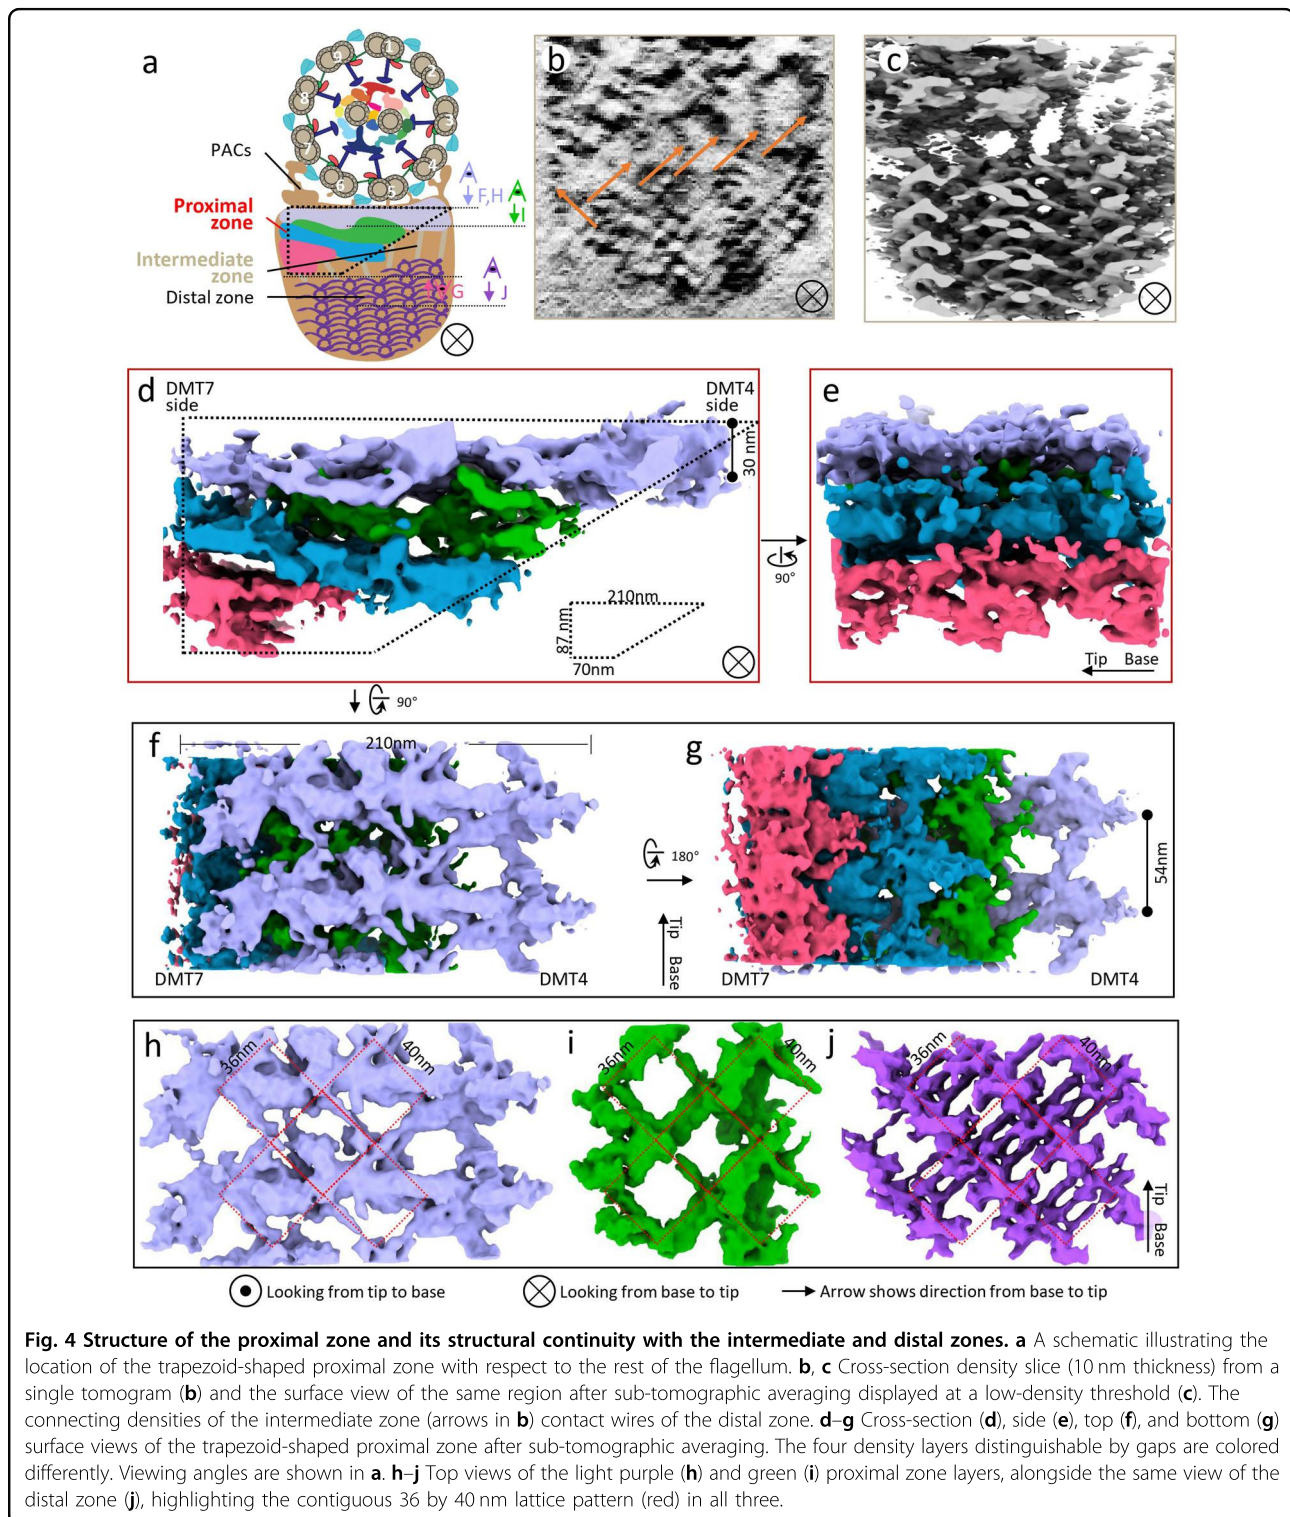 a
9
1
2
8
3
7
4
6
5
PACs
Proximal
zone
Intermediate
zone
Distal zone
F,H
I
G
J
b
c
d
DMT7
side
DMT4
side
30 nm
210nm
87 nm
70nm
90°
e
Tip Base
90°
f
210nm
DMT7
DMT4
180°
Tip Base
g
54nm
DMT7
DMT4
h
36nm
40nm
i
36nm
40nm
j
36nm
40nm
Tip Base
Looking from tip to base
Looking from base to tip
Arrow shows direction from base to tip
Fig. 4 Structure of the proximal zone and its structural continuity with the intermediate and distal zones. a A schematic illustrating the
location of the trapezoid-shaped proximal zone with respect to the rest of the flagellum. b, c Cross-section density slice (10 nm thickness) from a
single tomogram (b) and the surface view of the same region after sub-tomographic averaging displayed at a low-density threshold (c). The
connecting densities of the intermediate zone (arrows in b) contact wires of the distal zone. d–g Cross-section (d), side (e), top (f), and bottom (g)
surface views of the trapezoid-shaped proximal zone after sub-tomographic averaging. The four density layers distinguishable by gaps are colored
differently. Viewing angles are shown in a. h–j Top views of the light purple (h) and green (i) proximal zone layers, alongside the same view of the
distal zone (j), highlighting the contiguous 36 by 40 nm lattice pattern (red) in all three.